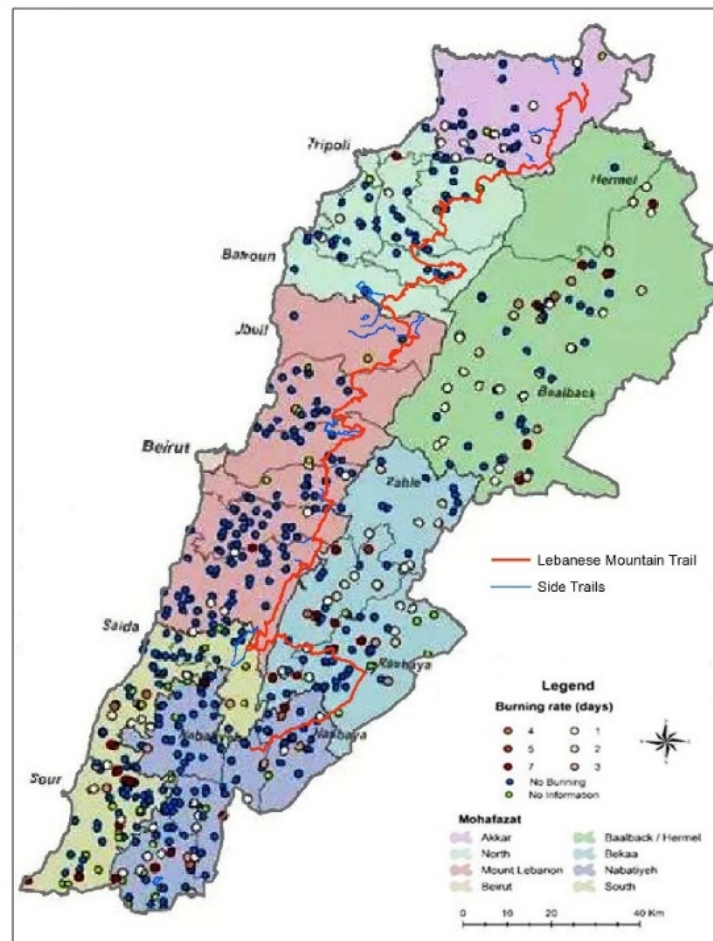 Tripoli
Hermel
Batroun
Jbeil
Baalback
Beirut
Zahle
Lebanese Mountain Trail
Side Trails
Saida
Rashaya
Legend
Burning rate (days)
4
1
5
2
7
3
No Burning
No Information
Nabatiyeh
Hasbaya
Sour
Mohafazat
Akkar
Baalback / Hermel
North
Bekaa
Mount Lebanon
Nabatiyeh
Beirut
South
0
10
20
40 Km